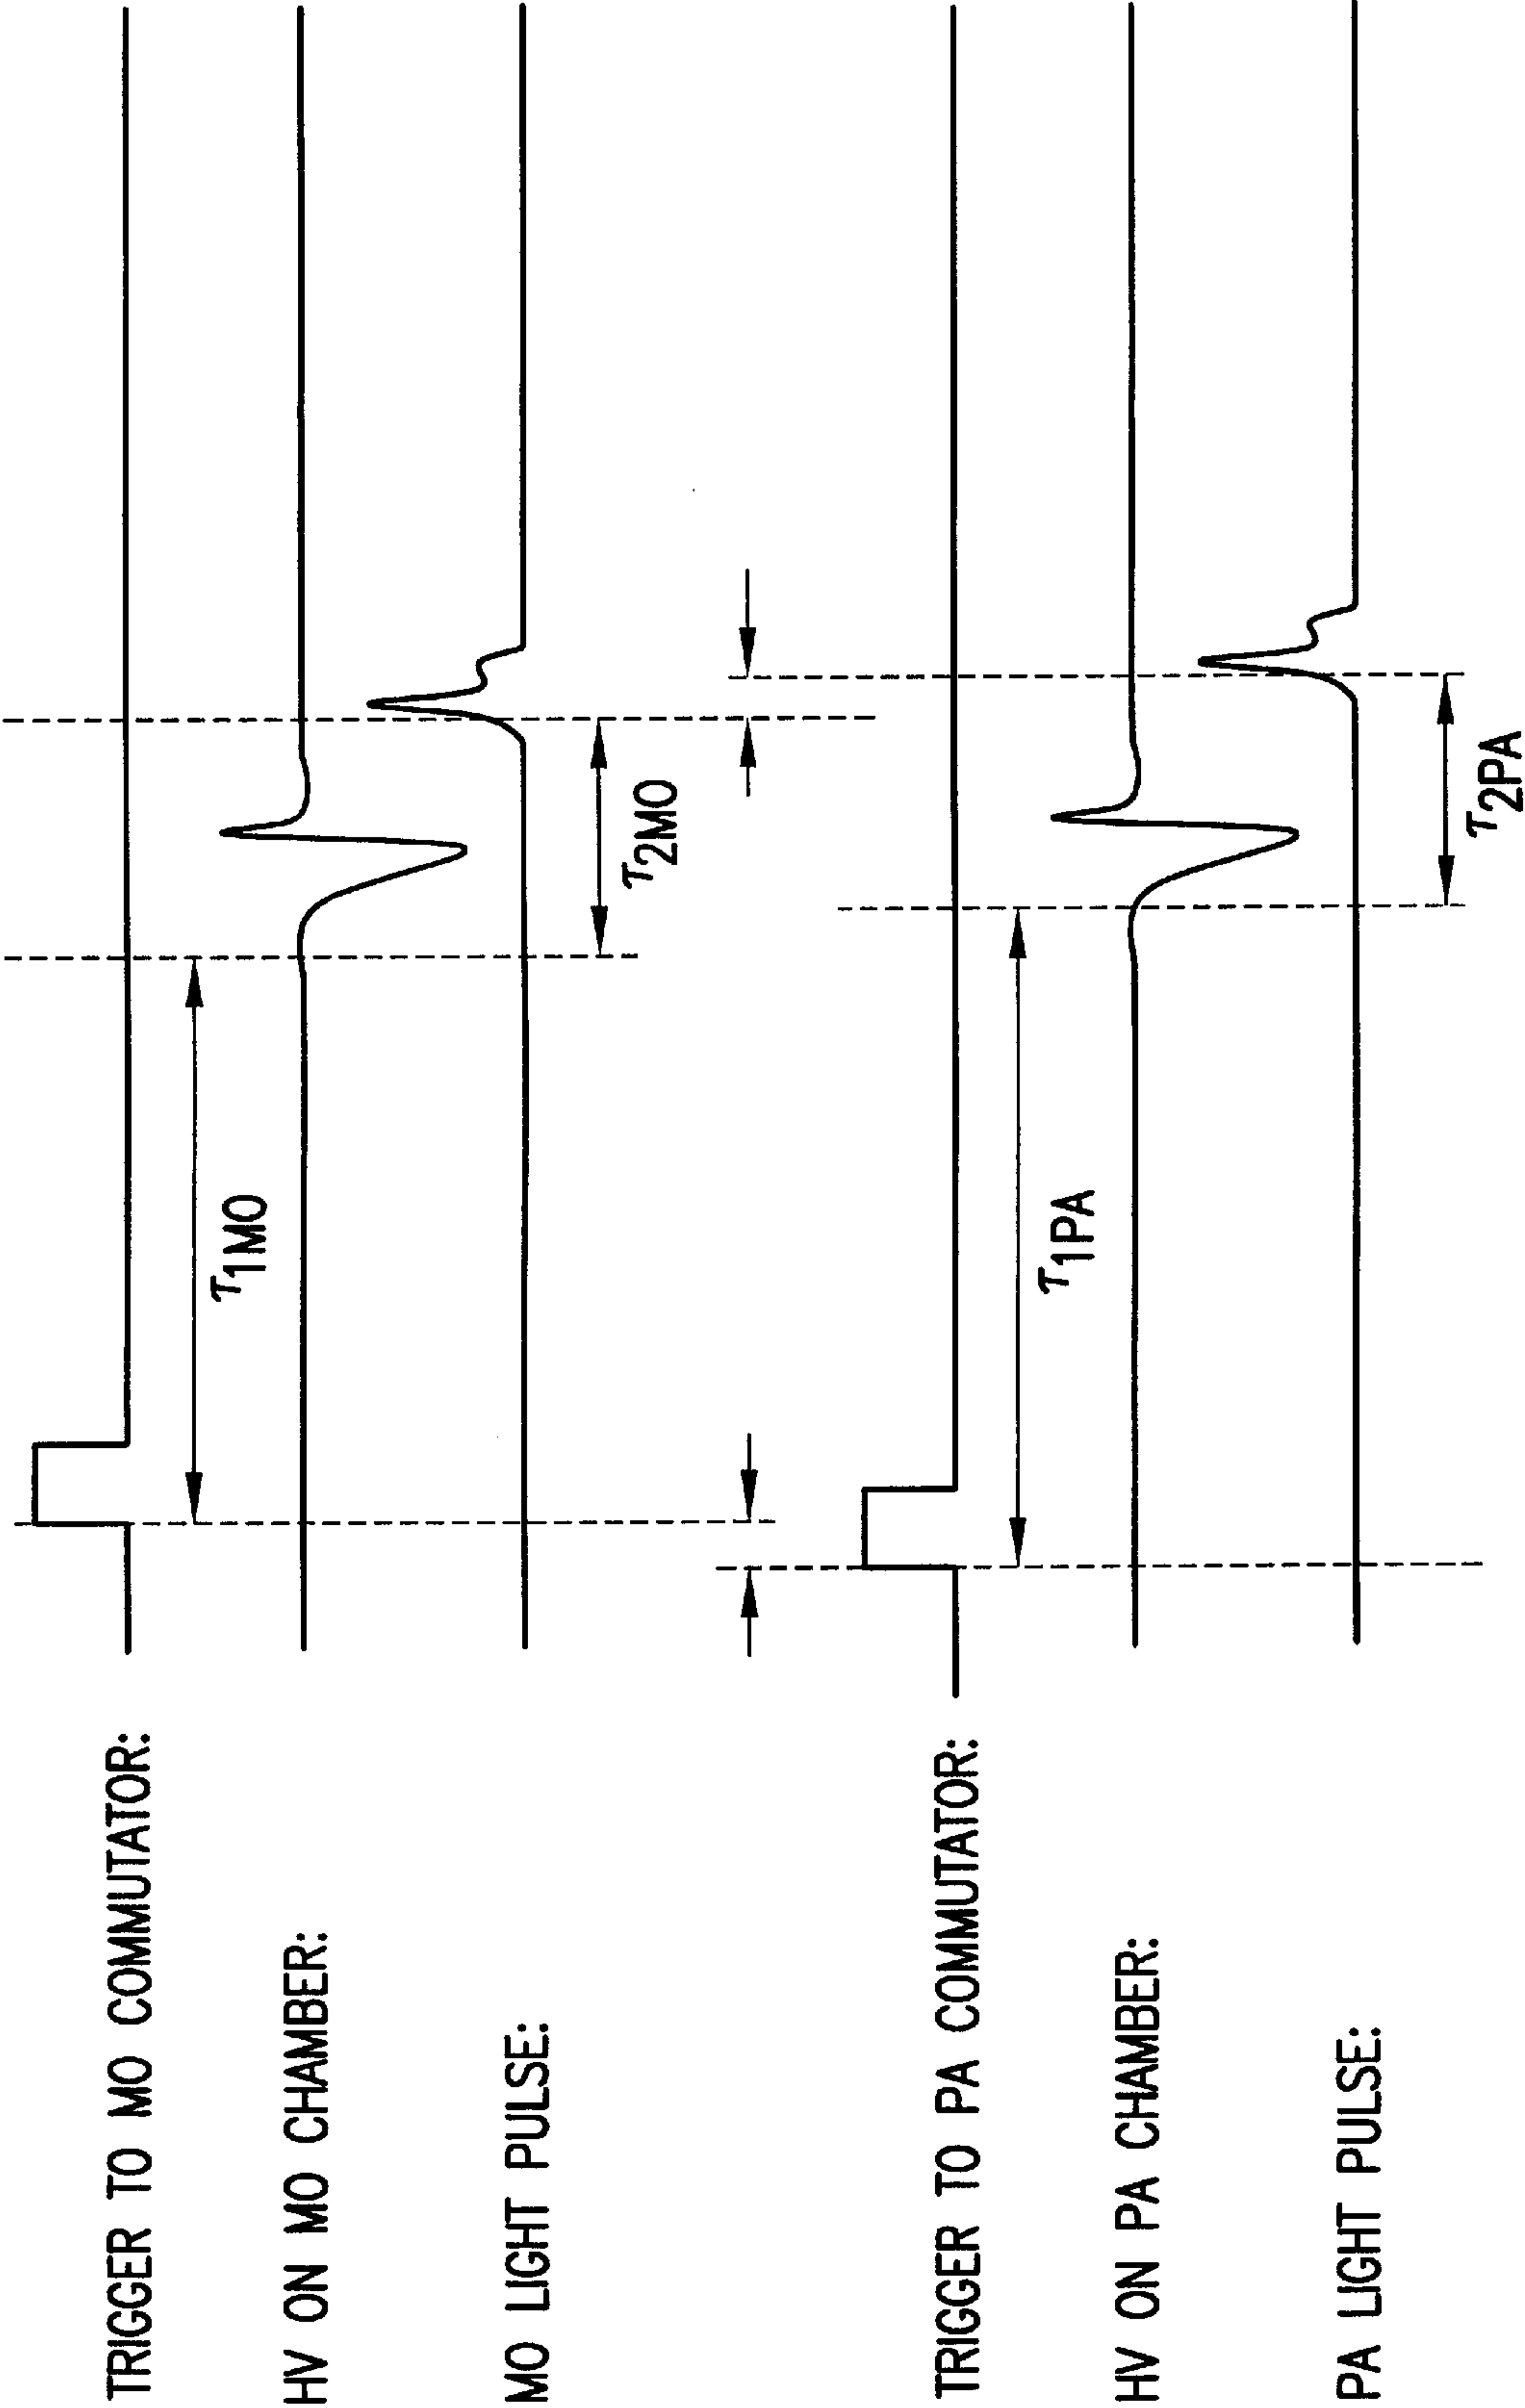 TRIGGER TO MO COMMUTATOR:
τ1MO
HV ON MO CHAMBER:
τ2MO
MO LIGHT PULSE:
TRIGGER TO PA COMMUTATOR:
τ1PA
HV ON PA CHAMBER:
τ2PA
PA LIGHT PULSE: